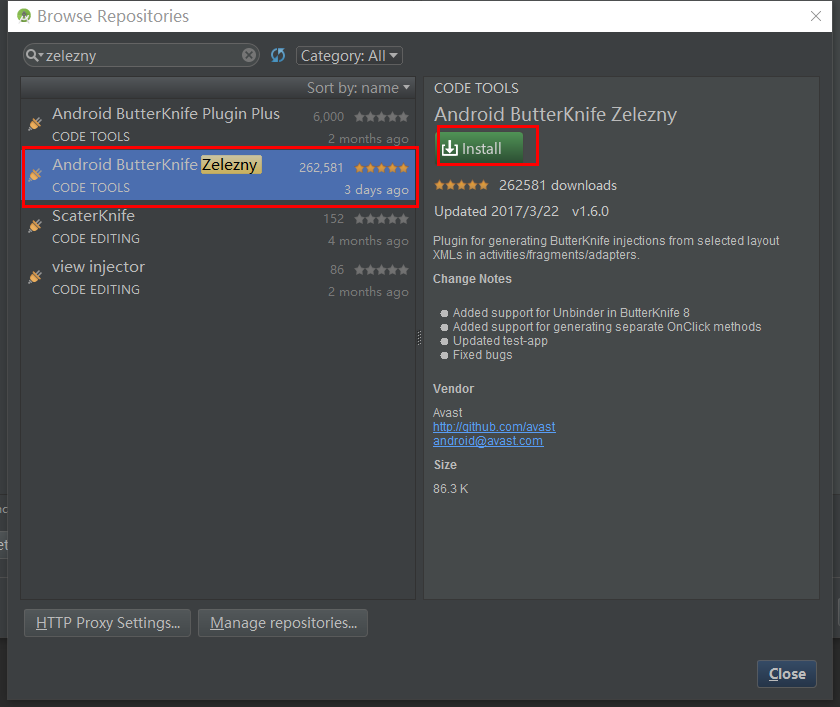 Browse Repositories
zelezny
Category: All
Sort by: name
Android ButterKnife Plugin Plus 6,000
CODE TOOLS 2 months ago
Android ButterKnife Zelezny 262,581
CODE TOOLS 3 days ago
ScaterKnife 152
CODE EDITING 4 months ago
view injector 86
CODE EDITING 2 months ago
CODE TOOLS
Android ButterKnife Zelezny
Install
262581 downloads
Updated 2017/3/22 v1.6.0
Plugin for generating ButterKnife injections from selected layout
XMLs in activities/fragments/adapters.
Change Notes
Added support for Unbinder in ButterKnife 8
Added support for generating separate OnClick methods
Updated test-app
Fixed bugs
Vendor
Avast
http://github.com/avast
android@avast.com
Size
86.3 K
HTTP Proxy Settings...
Manage repositories...
Close